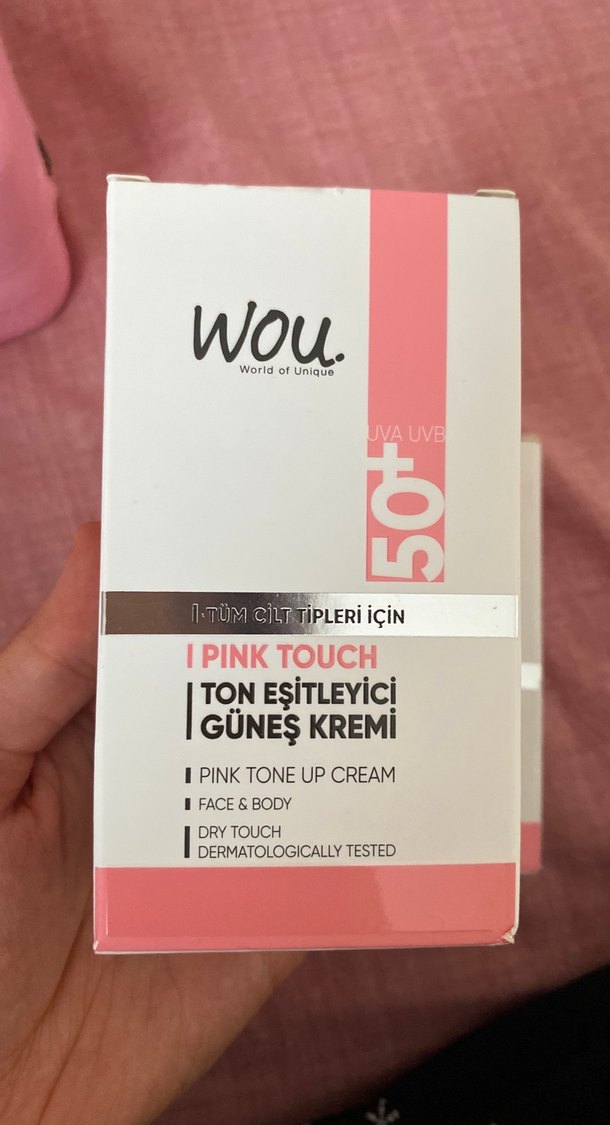 wou.
World of Unique
UVA UVB
50+
TÜM CİLT TİPLERİ İÇİN
PINK TOUCH
TON EŞİTLEYİCİ
GÜNEŞ KREMİ
PINK TONE UP CREAM
FACE & BODY
DRY TOUCH
DERMATOLOGICALLY TESTED